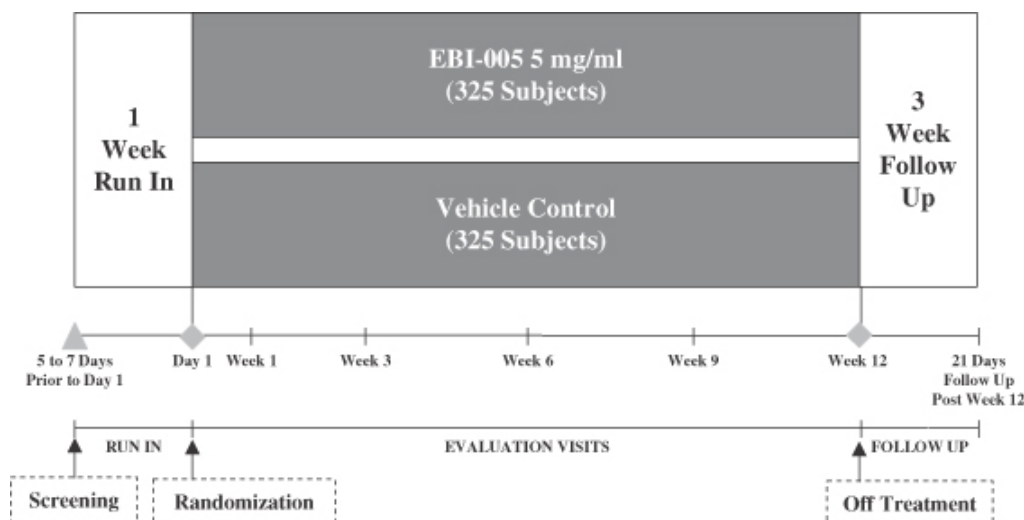 1
Week
Run In
EBI-005 5 mg/ml
(325 Subjects)
Vehicle Control
(325 Subjects)
3
Week
Follow
Up
5 to 7 Days
Prior to Day 1
Day 1
Week 1
Week 3
Week 6
Week 9
Week 12
21 Days
Follow Up
Post Week 12
RUN IN
EVALUATION VISITS
FOLLOW UP
Screening
Randomization
Off Treatment